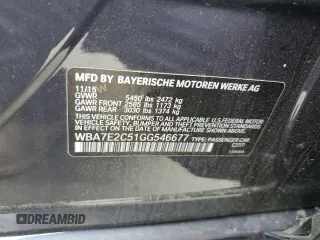 MFD BY BAYERISCHE MOTOREN WERKE AG
11/15
GVWR 5450 lbs 2472 kg
GAWR FRONT 2585 lbs 1173 kg
GAWR REAR 3030 lbs 1374 kg
THIS VEHICLE CONFORMS TO ALL APPLICABLE FEDERAL
MOTOR VEHICLE SAFETY, BUMPER AND THEFT PREVENTION
STANDARDS IN EFFECT ON THE DATE OF MANUFACTURE SHOWN ABOVE.
WBA7E2C51GG546677 TYPE: PASSENGER CAR